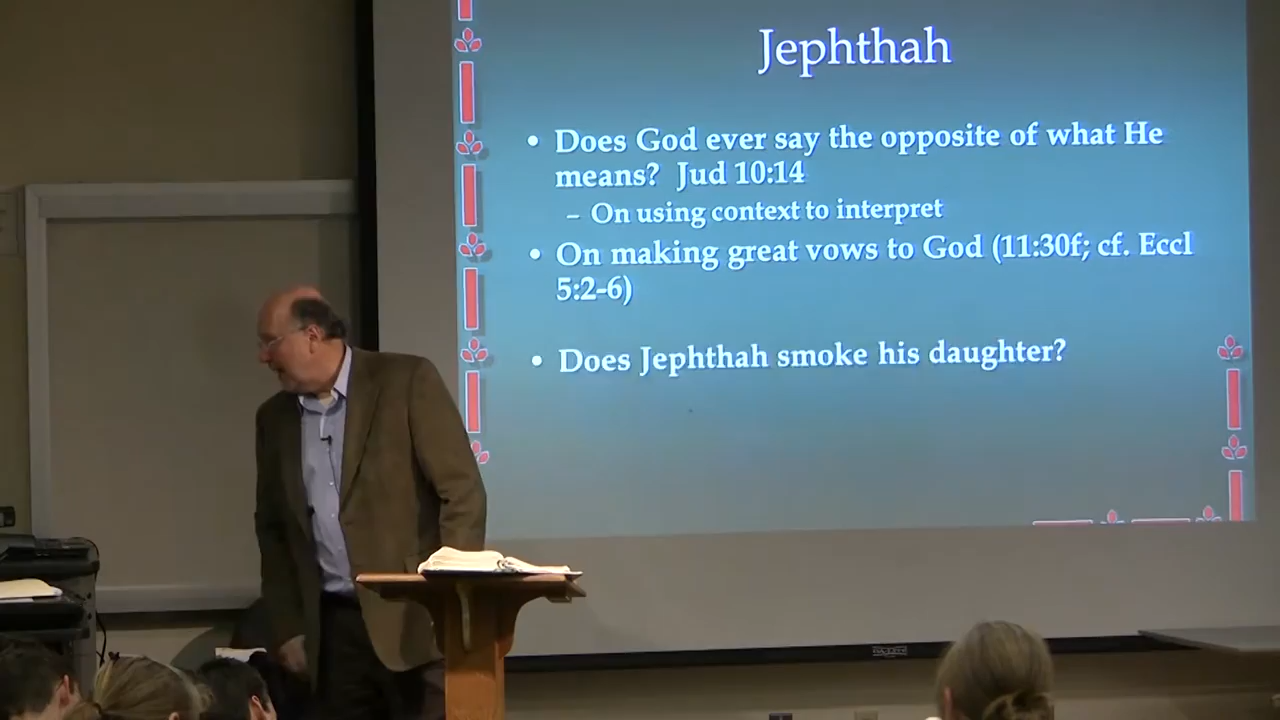 Jephthah
• Does God ever say the opposite of what He
means? Jud 10:14
– On using context to interpret
• On making great vows to God (11:30f; cf. Eccl
5:2-6)
• Does Jephthah smoke his daughter?